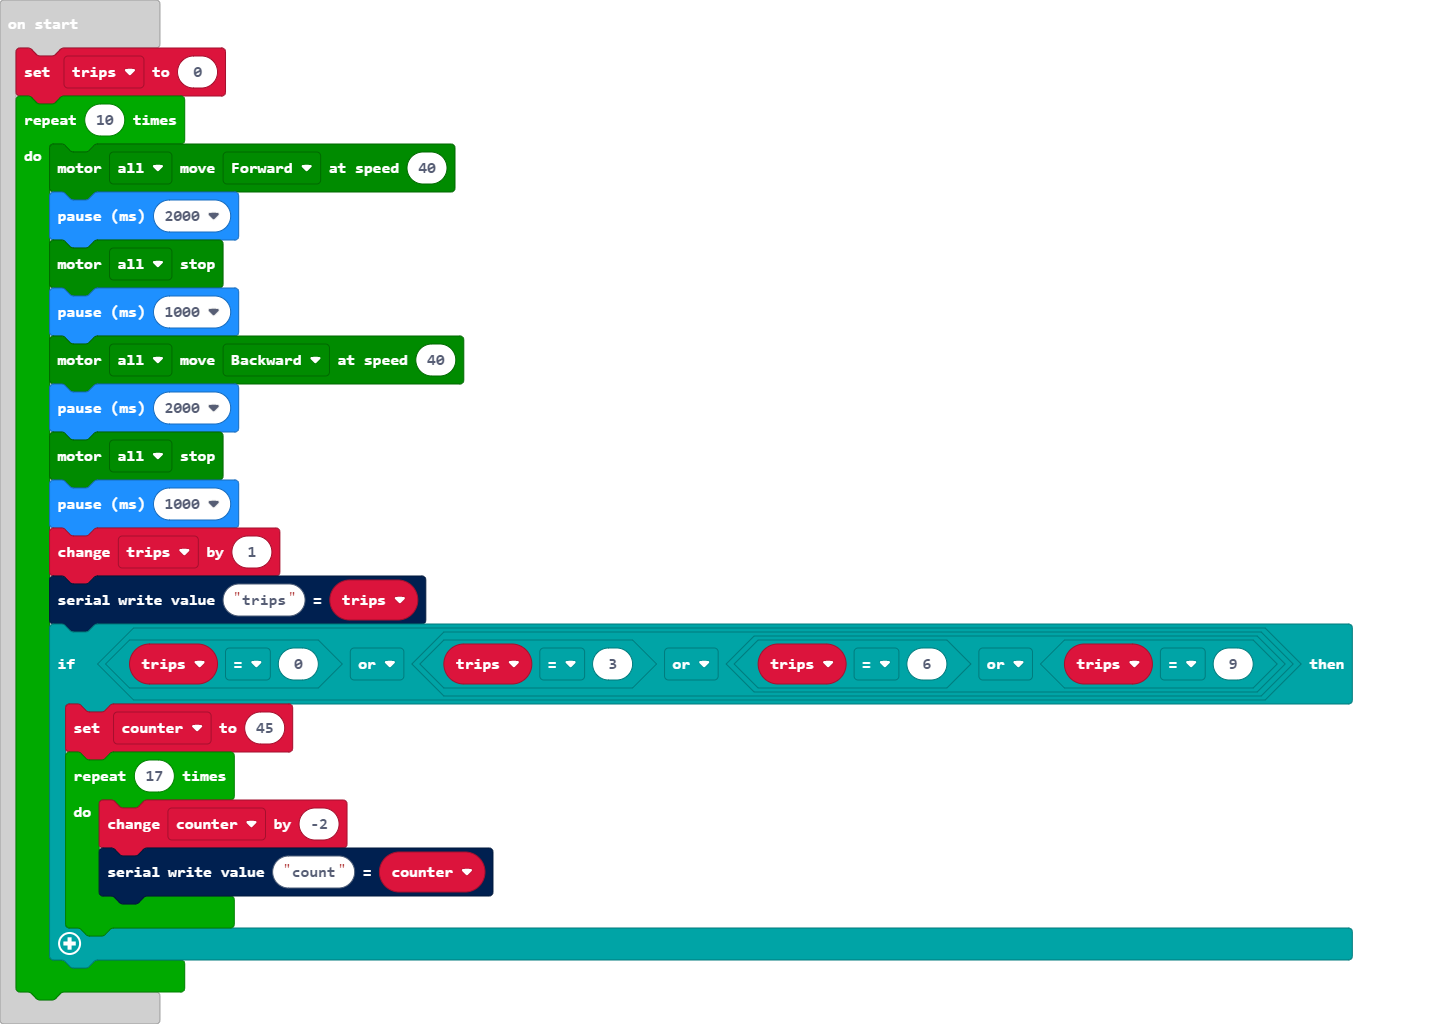 on start
set trips to 0
repeat 10 times
do
motor all move Forward at speed 40
pause (ms) 2000
motor all stop
pause (ms) 1000
motor all move Backward at speed 40
pause (ms) 2000
motor all stop
pause (ms) 1000
change trips by 1
serial write value "trips" = trips
if trips = 0 or trips = 3 or trips = 6 or trips = 9 then
set counter to 45
repeat 17 times
do
change counter by -2
serial write value "count" = counter